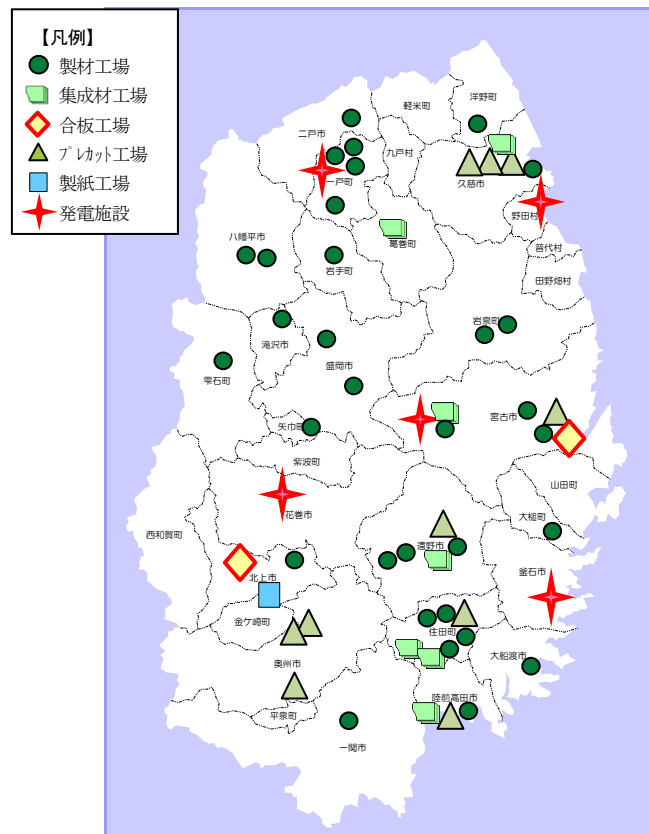 【凡例】
製材工場
集成材工場
合板工場
ﾌﾟﾚｶｯﾄ工場
製紙工場
発電施設
洋野町
軽米町
二戸市
九戸村
一戸町
久慈市
野田村
葛巻町
八幡平市
岩手町
普代村
田野畑村
岩泉町
滝沢市
盛岡市
雫石町
宮古市
矢巾町
紫波町
山田町
花巻市
大槌町
西和賀町
遠野市
北上市
釜石市
金ケ崎町
住田町
大船渡市
奥州市
陸前高田市
平泉町
一関市